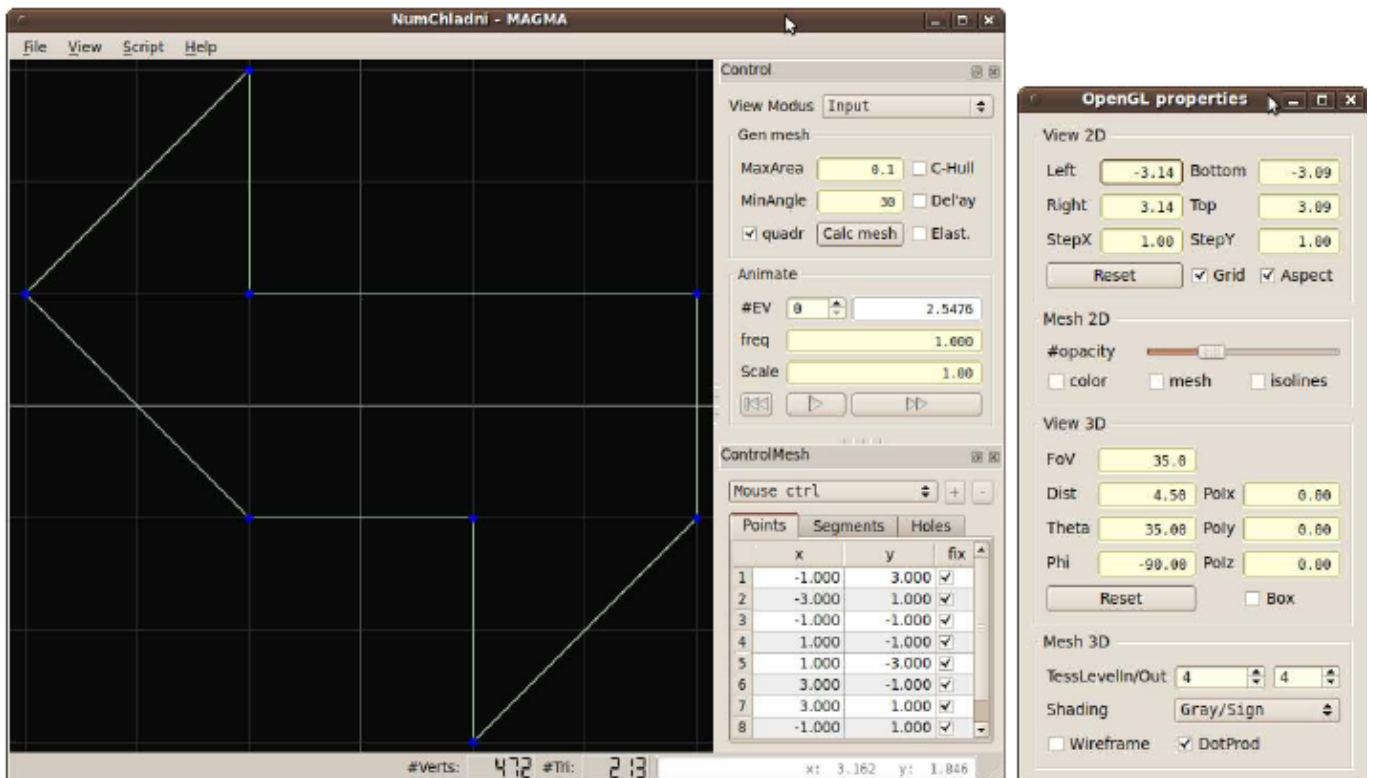 NumChladni - MAGMA
File View Script Help
Control
View Modus Input
Gen mesh
MaxArea 0.1 C-Hull
MinAngle 30 Del'ay
quadr Calc mesh Elast.
Animate
#EV 0 2.5476
freq 1.000
Scale 1.00
ControlMesh
Mouse ctrl + -
Points Segments Holes
x y fix
1 -1.000 3.000
2 -3.000 1.000
3 -1.000 -1.000
4 1.000 -1.000
5 1.000 -3.000
6 3.000 -1.000
7 3.000 1.000
8 -1.000 1.000
#Verts: 472 #Tri: 213 x: 3.162 y: 1.846
OpenGL properties
View 2D
Left -3.14 Bottom -3.09
Right 3.14 Top 3.09
StepX 1.00 StepY 1.00
Reset Grid Aspect
Mesh 2D
#opacity
color mesh isolines
View 3D
FoV 35.0
Dist 4.50 Polx 0.00
Theta 35.00 Poly 0.00
Phi -90.00 Polz 0.00
Reset Box
Mesh 3D
TessLevelIn/Out 4 4
Shading Gray/Sign
Wireframe DotProd